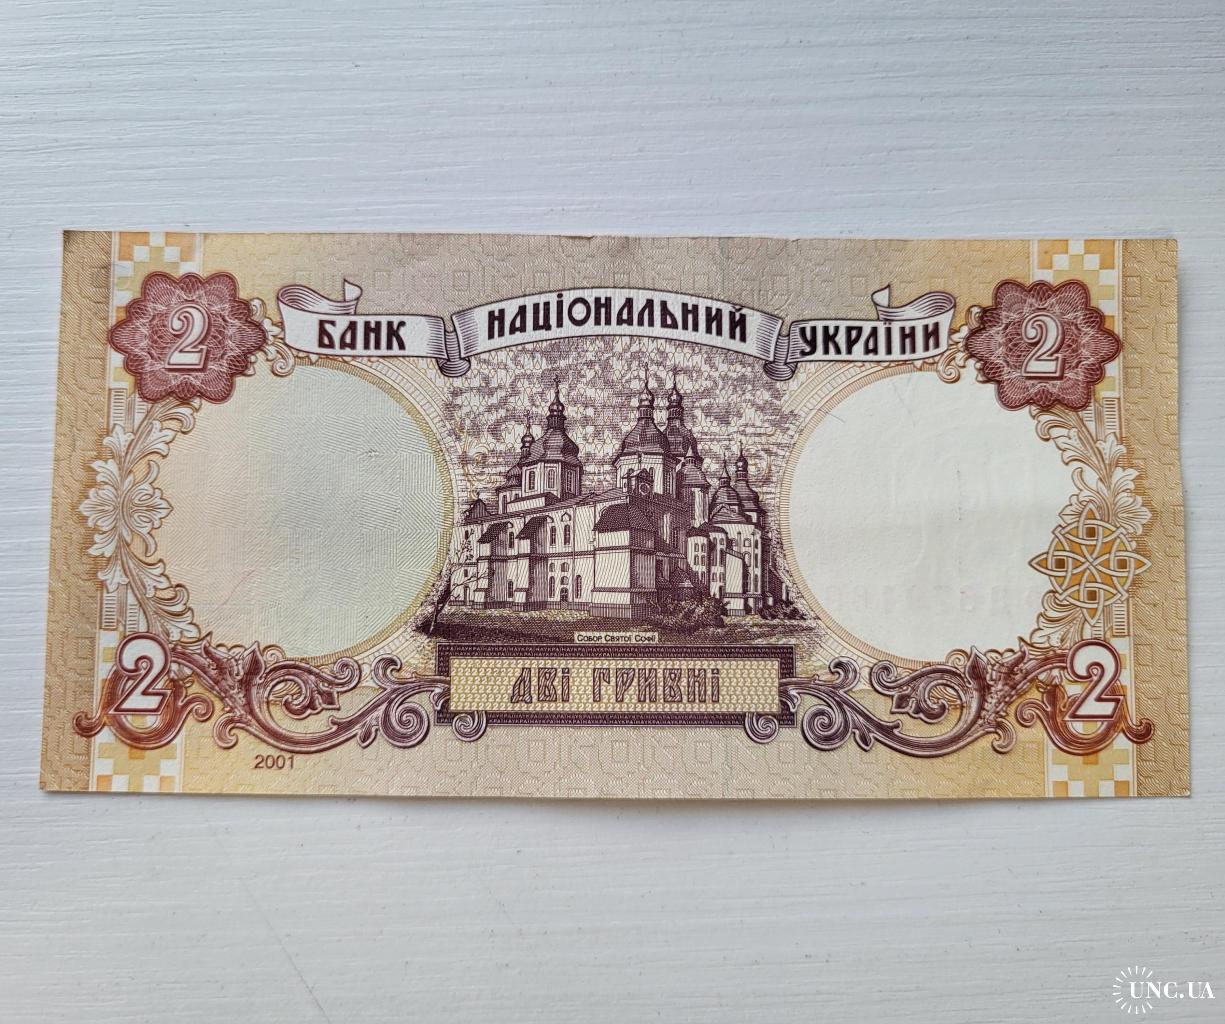 БАНК НАЦІОНАЛЬНИЙ УКРАЇНИ
2 2
СОБОР СВЯТОЇ СОФІЇ
ДВІ ГРИВНІ
2 2
2001
UNC.UA